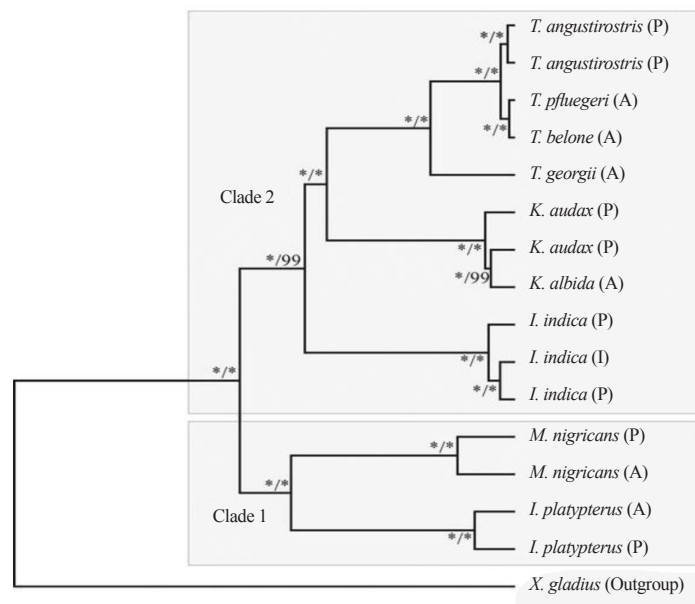 T. angustirostris (P)
*/*
T. angustirostris (P)
*/*
T. pfluegeri (A)
*/*
T. belone (A)
*/*
T. georgii (A)
*/*
Clade 2
K. audax (P)
*/*
K. audax (P)
*/99
*/99
K. albida (A)
I. indica (P)
*/*
I. indica (I)
*/*
I. indica (P)
*/*
M. nigricans (P)
*/*
M. nigricans (A)
*/*
Clade 1
I. platypterus (A)
*/*
I. platypterus (P)
X. gladius (Outgroup)